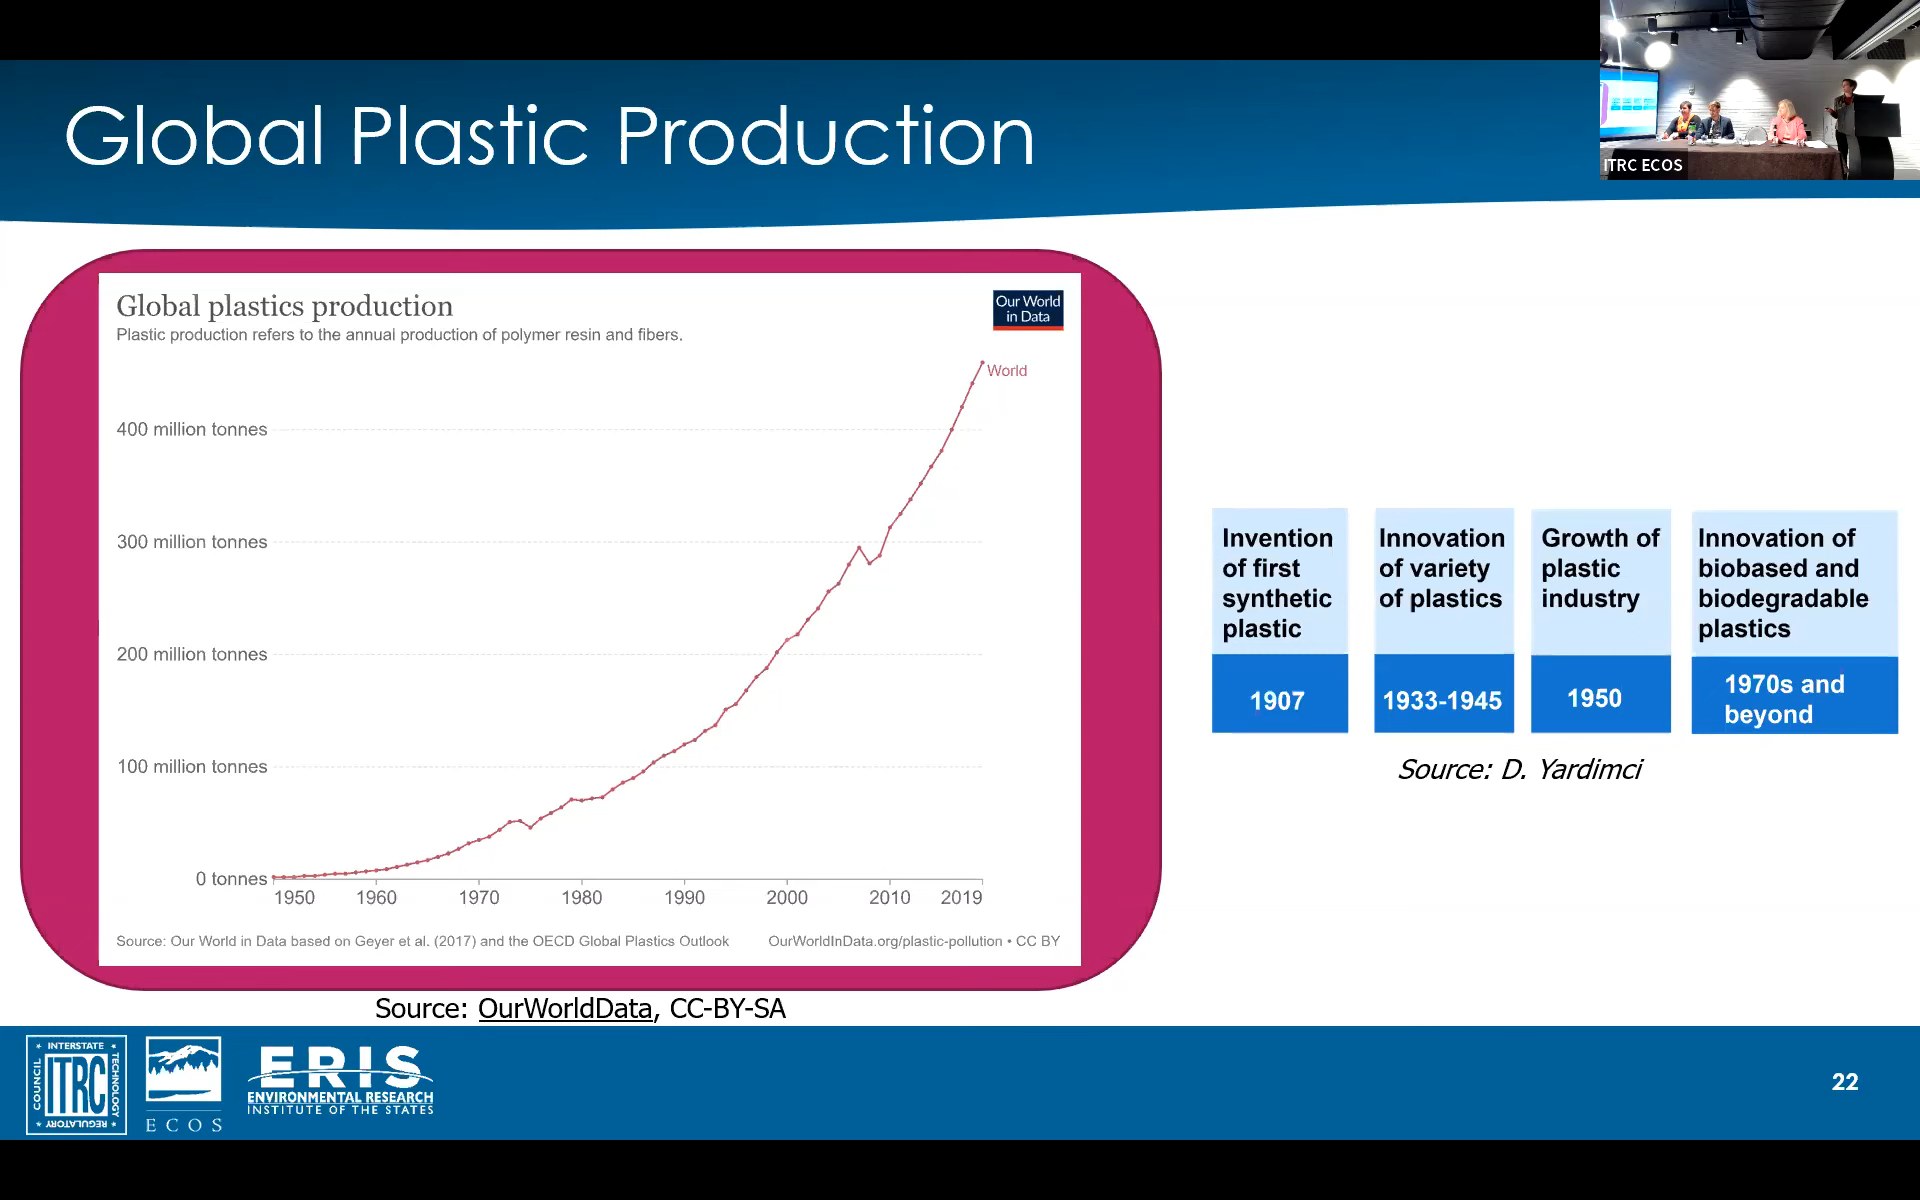 Global Plastic Production
ITRC ECOS
Global plastics production
Plastic production refers to the annual production of polymer resin and fibers.
Our World
in Data
World
400 million tonnes
300 million tonnes
200 million tonnes
100 million tonnes
0 tonnes
1950 1960 1970 1980 1990 2000 2010 2019
Source: Our World in Data based on Geyer et al. (2017) and the OECD Global Plastics Outlook
OurWorldInData.org/plastic-pollution • CC BY
Source: OurWorldData, CC-BY-SA
Invention
of first
synthetic
plastic
1907
Innovation
of variety
of plastics
1933-1945
Growth of
plastic
industry
1950
Innovation of
biobased and
biodegradable
plastics
1970s and
beyond
Source: D. Yardimci
INTERSTATE
TECHNOLOGY
REGULATORY
COUNCIL
ITRC
ECOS
ERIS
ENVIRONMENTAL RESEARCH
INSTITUTE OF THE STATES
22